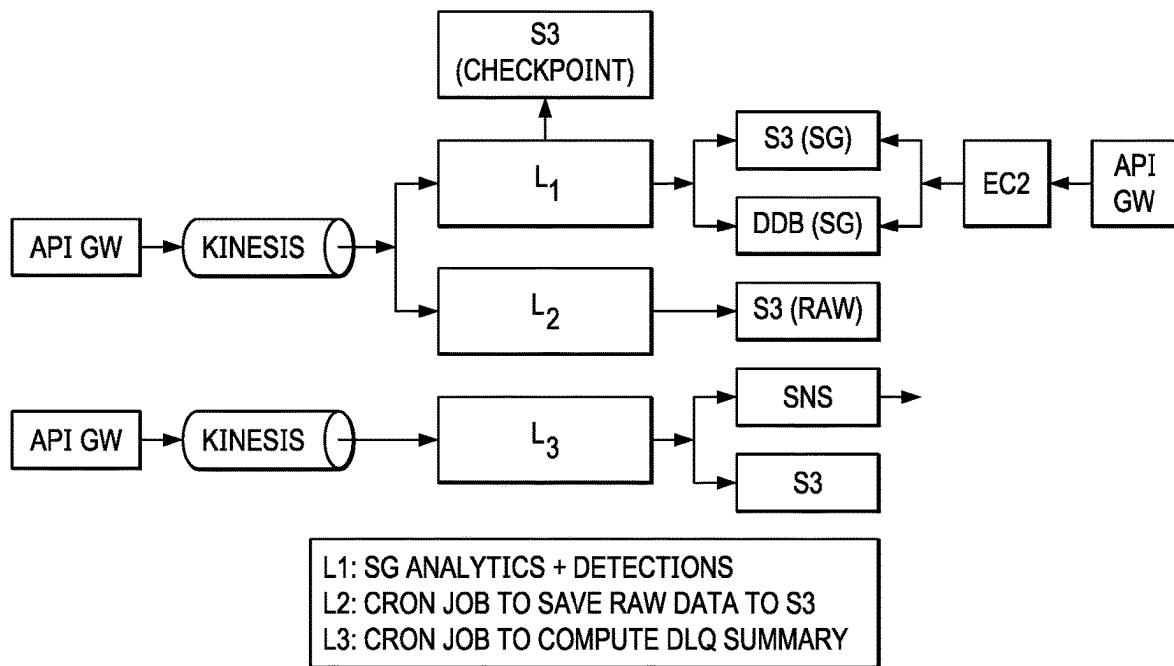 S3
(CHECKPOINT)
L1
S3 (SG)
DDB (SG)
EC2
API
GW
API GW
KINESIS
L2
S3 (RAW)
API GW
KINESIS
L3
SNS
S3
L1: SG ANALYTICS + DETECTIONS
L2: CRON JOB TO SAVE RAW DATA TO S3
L3: CRON JOB TO COMPUTE DLQ SUMMARY